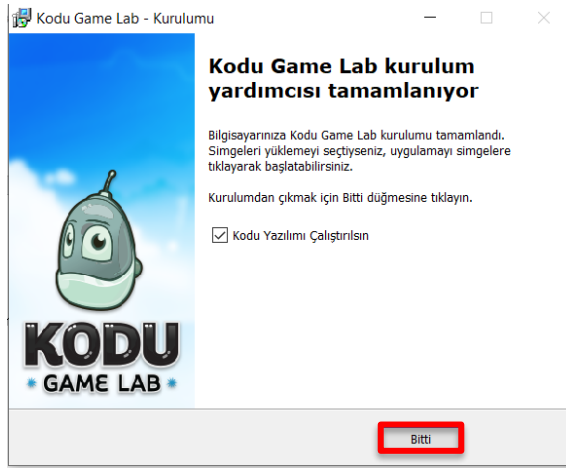 Kodu Game Lab - Kurulumu
Kodu Game Lab kurulum
yardımcısı tamamlanıyor
Bilgisayarınıza Kodu Game Lab kurulumu tamamlandı.
Simgeleri yüklemeyi seçtiyseniz, uygulamayı simgelere
tıklayarak başlatabilirsiniz.
Kurulumdan çıkmak için Bitti düğmesine tıklayın.
Kodu Yazılımı Çalıştırılsın
KODU
GAME LAB
Bitti